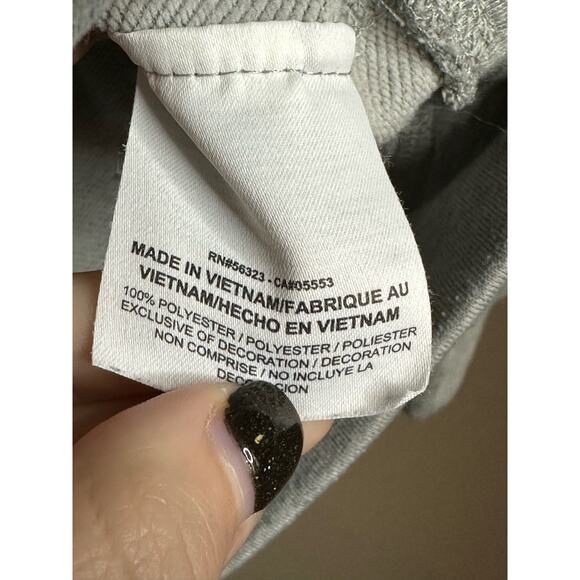 RN#56323 - CA#05553
MADE IN VIETNAM/FABRIQUE AU
VIETNAM/HECHO EN VIETNAM
100% POLYESTER / POLYESTER / POLIESTER
EXCLUSIVE OF DECORATION / DECORATION
NON COMPRISE / NO INCLUYE LA